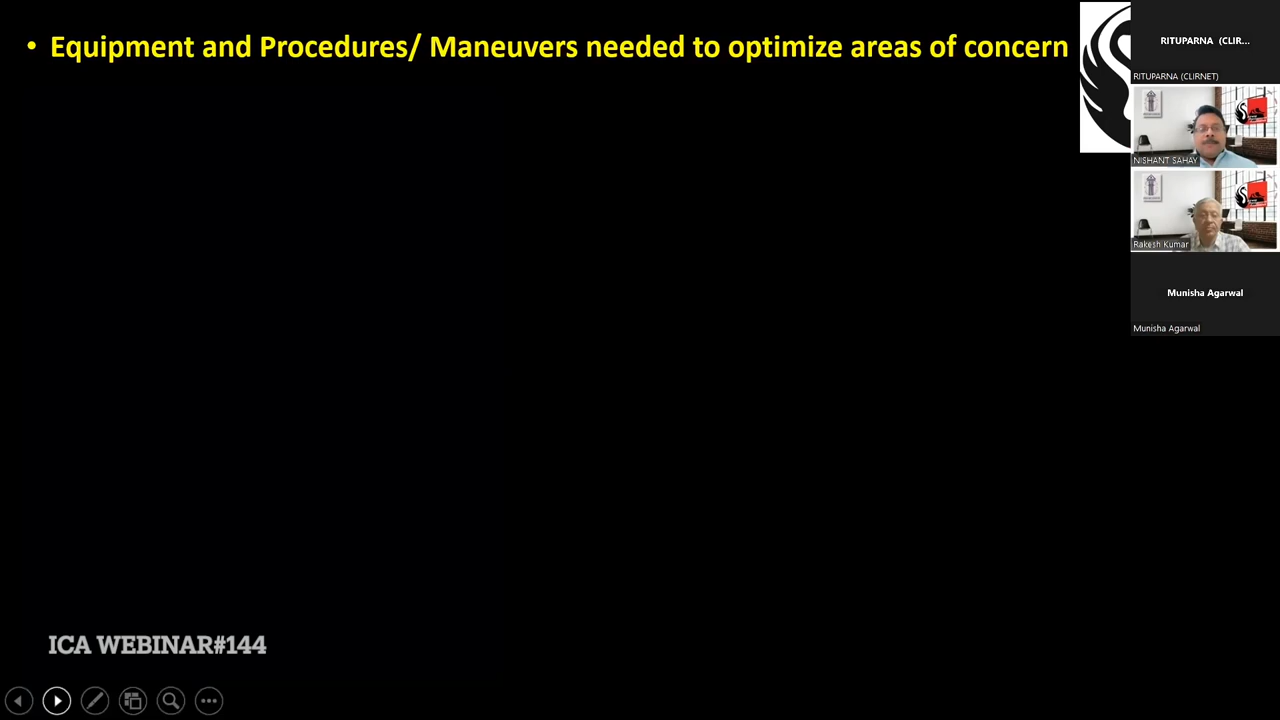 • Equipment and Procedures/ Maneuvers needed to optimize areas of concern
RITUPARNA (CLIR...
RITUPARNA (CLIRNET)
NISHANT SAHAY
Rakesh Kumar
Munisha Agarwal
Munisha Agarwal
ICA WEBINAR#144